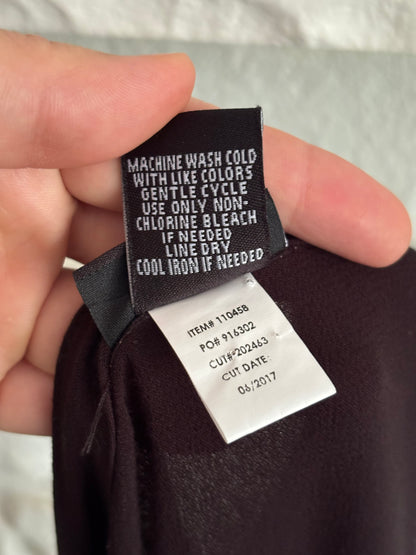 MACHINE WASH COLD
WITH LIKE COLORS
GENTLE CYCLE
USE ONLY NON-
CHLORINE BLEACH
IF NEEDED
LINE DRY
COOL IRON IF NEEDED
ITEM# 110458
PO# 916302
CUT#-202463
CUT DATE:
06/2017